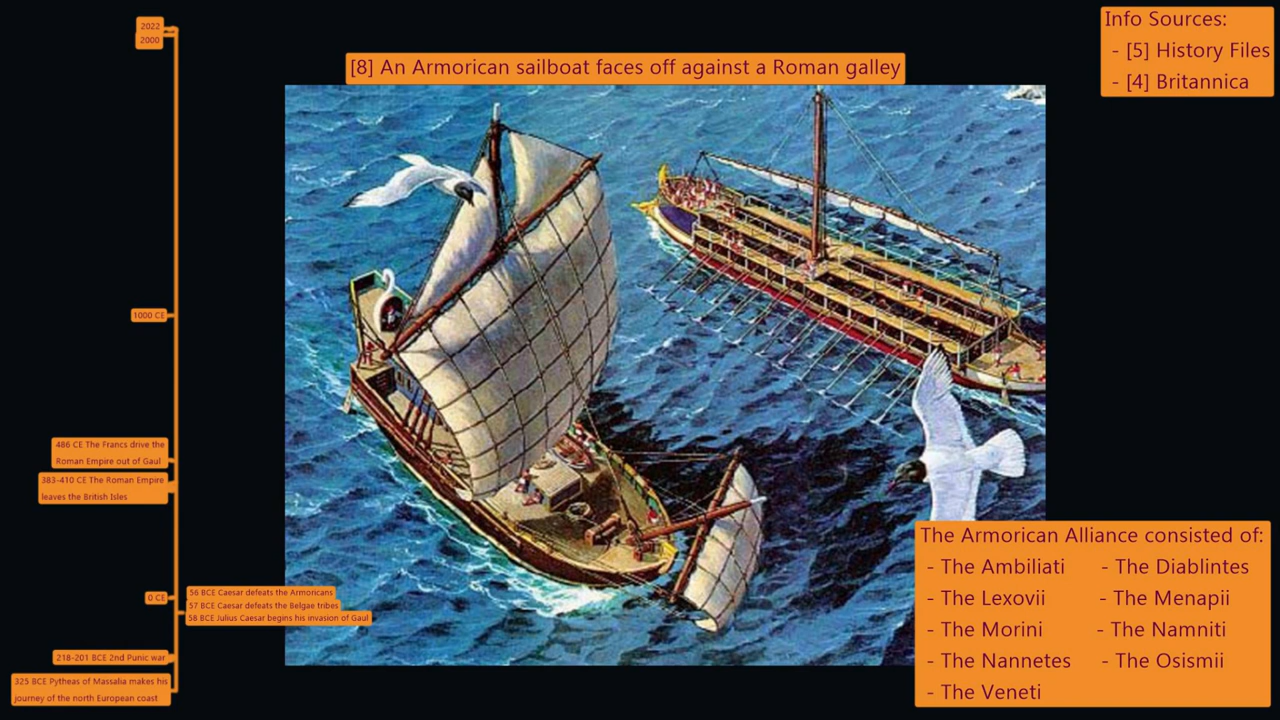 2022
2000
1000 CE
486 CE The Francs drive the
Roman Empire out of Gaul
383-410 CE The Roman Empire
leaves the British Isles
0 CE
56 BCE Caesar defeats the Armoricans
57 BCE Caesar defeats the Belgae tribes
58 BCE Julius Caesar begins his invasion of Gaul
218-201 BCE 2nd Punic war
325 BCE Pytheas of Massalia makes his
journey of the north European coast
[8] An Armorican sailboat faces off against a Roman galley
Info Sources:
- [5] History Files
- [4] Britannica
The Armorican Alliance consisted of:
- The Ambiliati - The Diablintes
- The Lexovii - The Menapii
- The Morini - The Namniti
- The Nannetes - The Osismii
- The Veneti